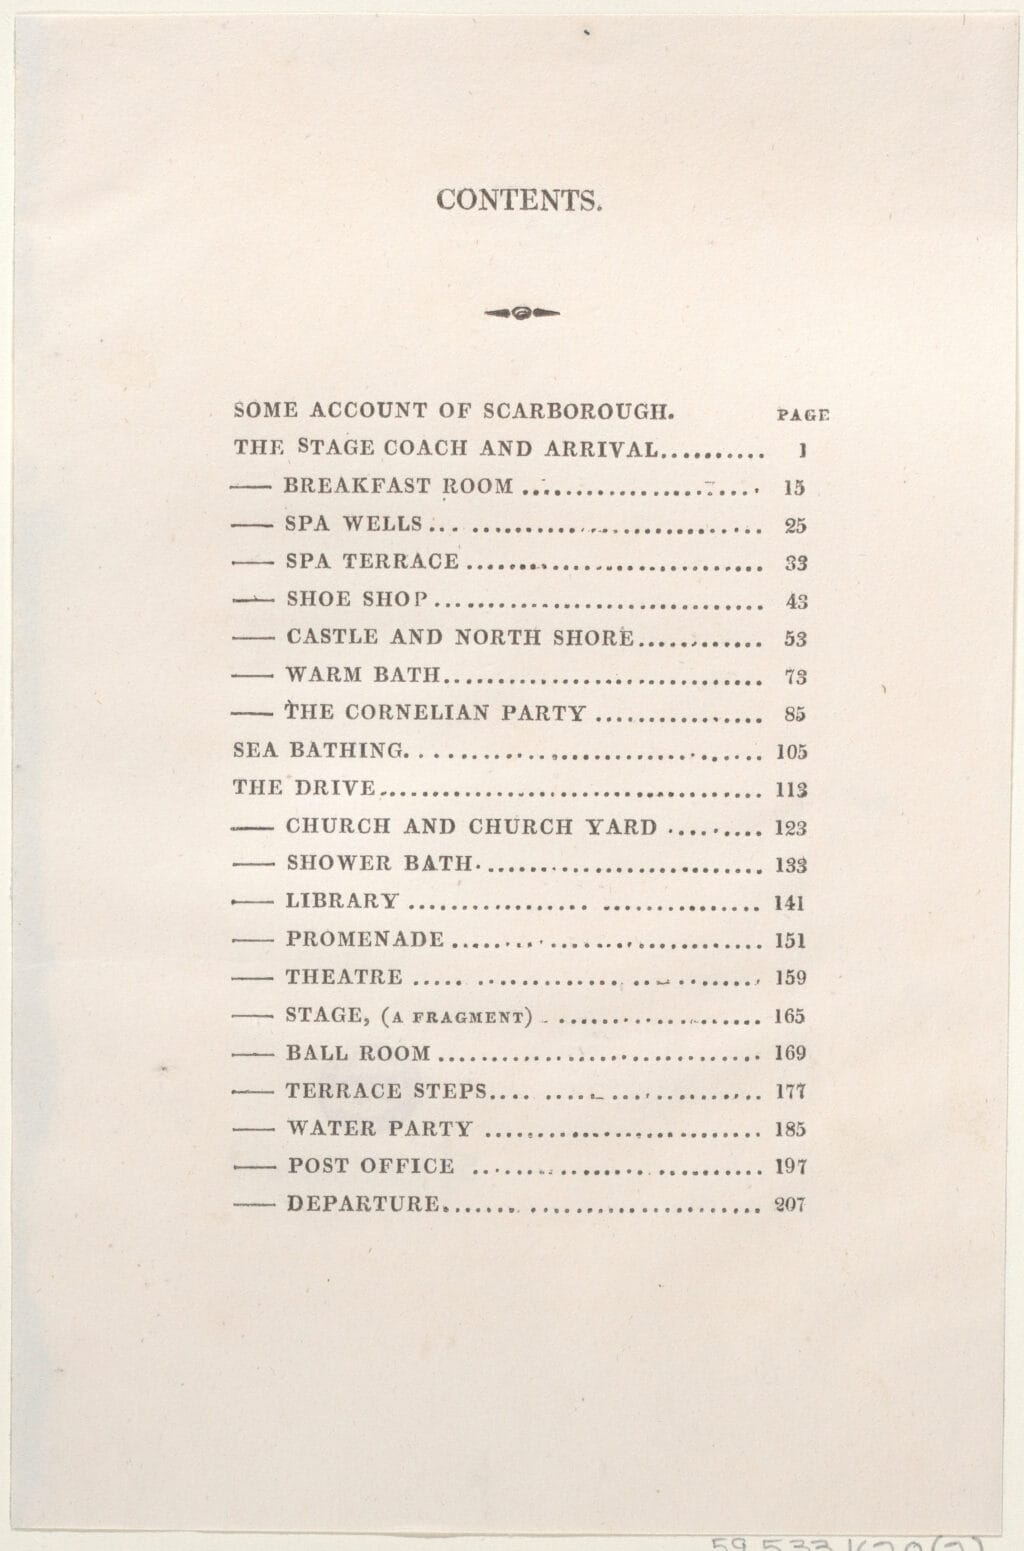 CONTENTS.
SOME ACCOUNT OF SCARBOROUGH. PAGE
THE STAGE COACH AND ARRIVAL.......... 1
—— BREAKFAST ROOM ...................... 15
—— SPA WELLS... ............................ 25
—— SPA TERRACE ............................ 33
—— SHOE SHOP............................... 43
—— CASTLE AND NORTH SHORE............ 53
—— WARM BATH.............................. 73
—— THE CORNELIAN PARTY ................ 85
SEA BATHING.................................. 105
THE DRIVE.................................... 113
—— CHURCH AND CHURCH YARD ......... 123
—— SHOWER BATH........................... 133
—— LIBRARY ................. ............... 141
—— PROMENADE .............................. 151
—— THEATRE ..... .......................... 159
—— STAGE, (A FRAGMENT) .................... 165
—— BALL ROOM ............................... 169
—— TERRACE STEPS.... ..................... 177
—— WATER PARTY ........................... 185
—— POST OFFICE ............................ 197
—— DEPARTURE....... ...................... 207